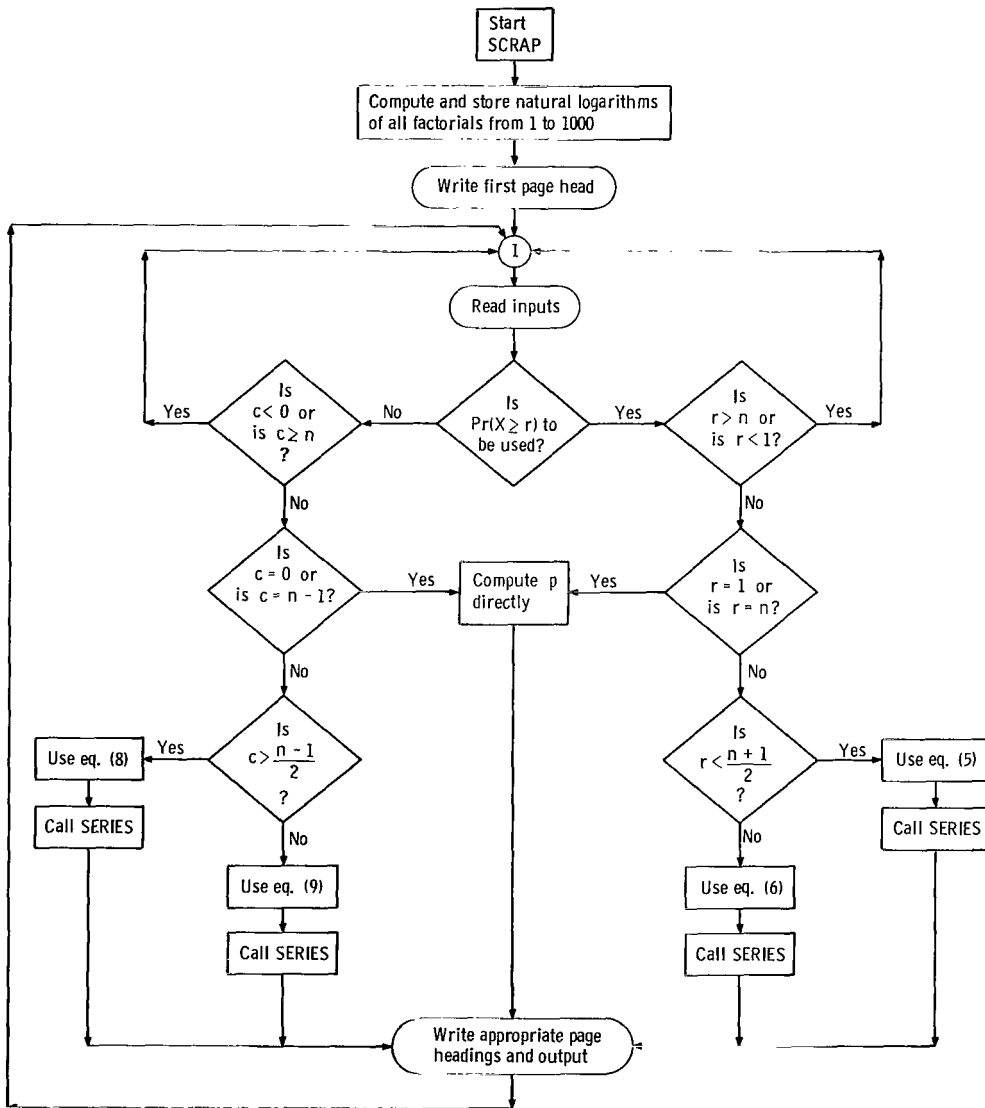 Start
SCRAP
Compute and store natural logarithms
of all factorials from 1 to 1000
Write first page head
1
Read inputs
Is
c < 0 or
is c ≥ n
?
Yes
No
Is
Pr(X ≥ r) to
be used?
Yes
Is
r > n or
is r < 1?
Yes
No
No
Is
c = 0 or
is c = n - 1?
Yes
Compute p
directly
Yes
Is
r = 1 or
is r = n?
No
No
Is
c > n - 1
2
?
Yes
Use eq. (8)
Call SERIES
No
Use eq. (9)
Call SERIES
Is
r < n + 1
2
?
Yes
Use eq. (5)
Call SERIES
No
Use eq. (6)
Call SERIES
Write appropriate page
headings and output